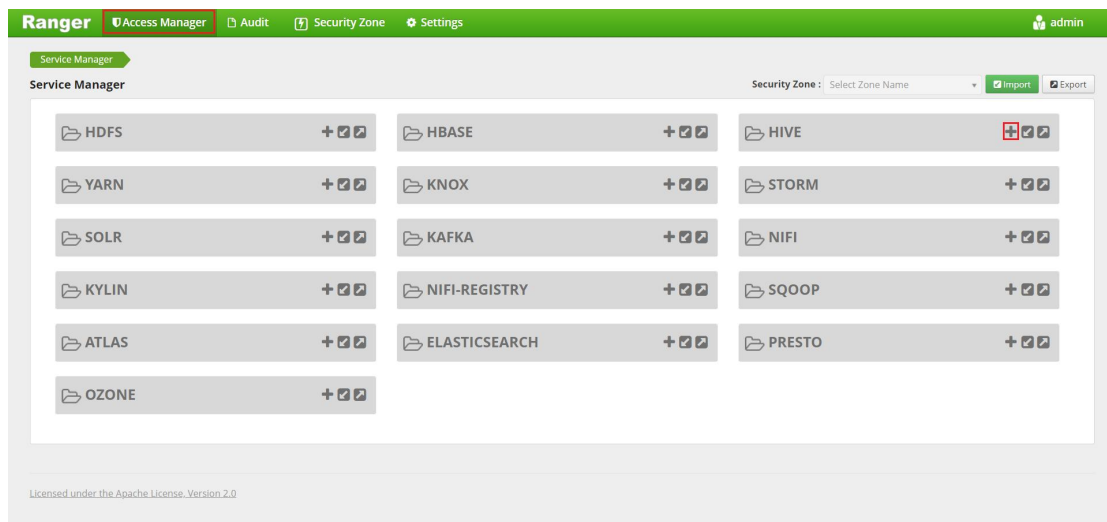 Ranger Access Manager Audit Security Zone Settings admin
Service Manager
Service Manager Security Zone : Select Zone Name Import Export
HDFS HBASE HIVE
YARN KNOX STORM
SOLR KAFKA NIFI
KYLIN NIFI-REGISTRY SQOOP
ATLAS ELASTICSEARCH PRESTO
OZONE
Licensed under the Apache License, Version 2.0